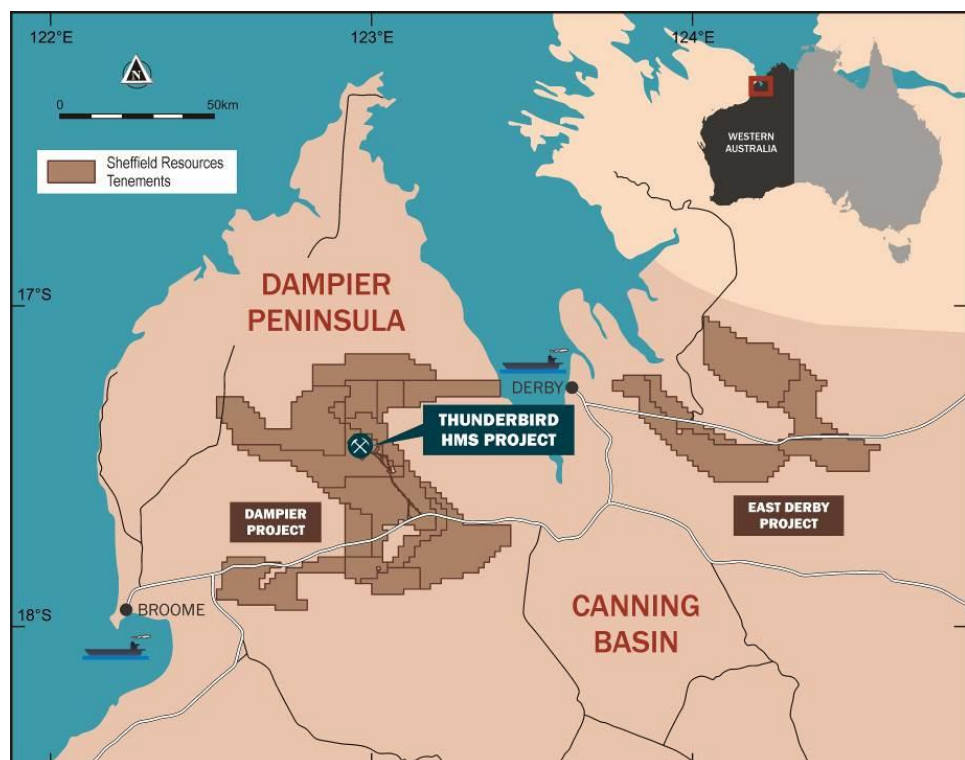 122°E
123°E
124°E
N
0
50km
Sheffield Resources
Tenements
WESTERN
AUSTRALIA
17°S
DAMPIER
PENINSULA
DERBY
THUNDERBIRD
HMS PROJECT
DAMPIER
PROJECT
EAST DERBY
PROJECT
CANNING
BASIN
18°S
BROOME